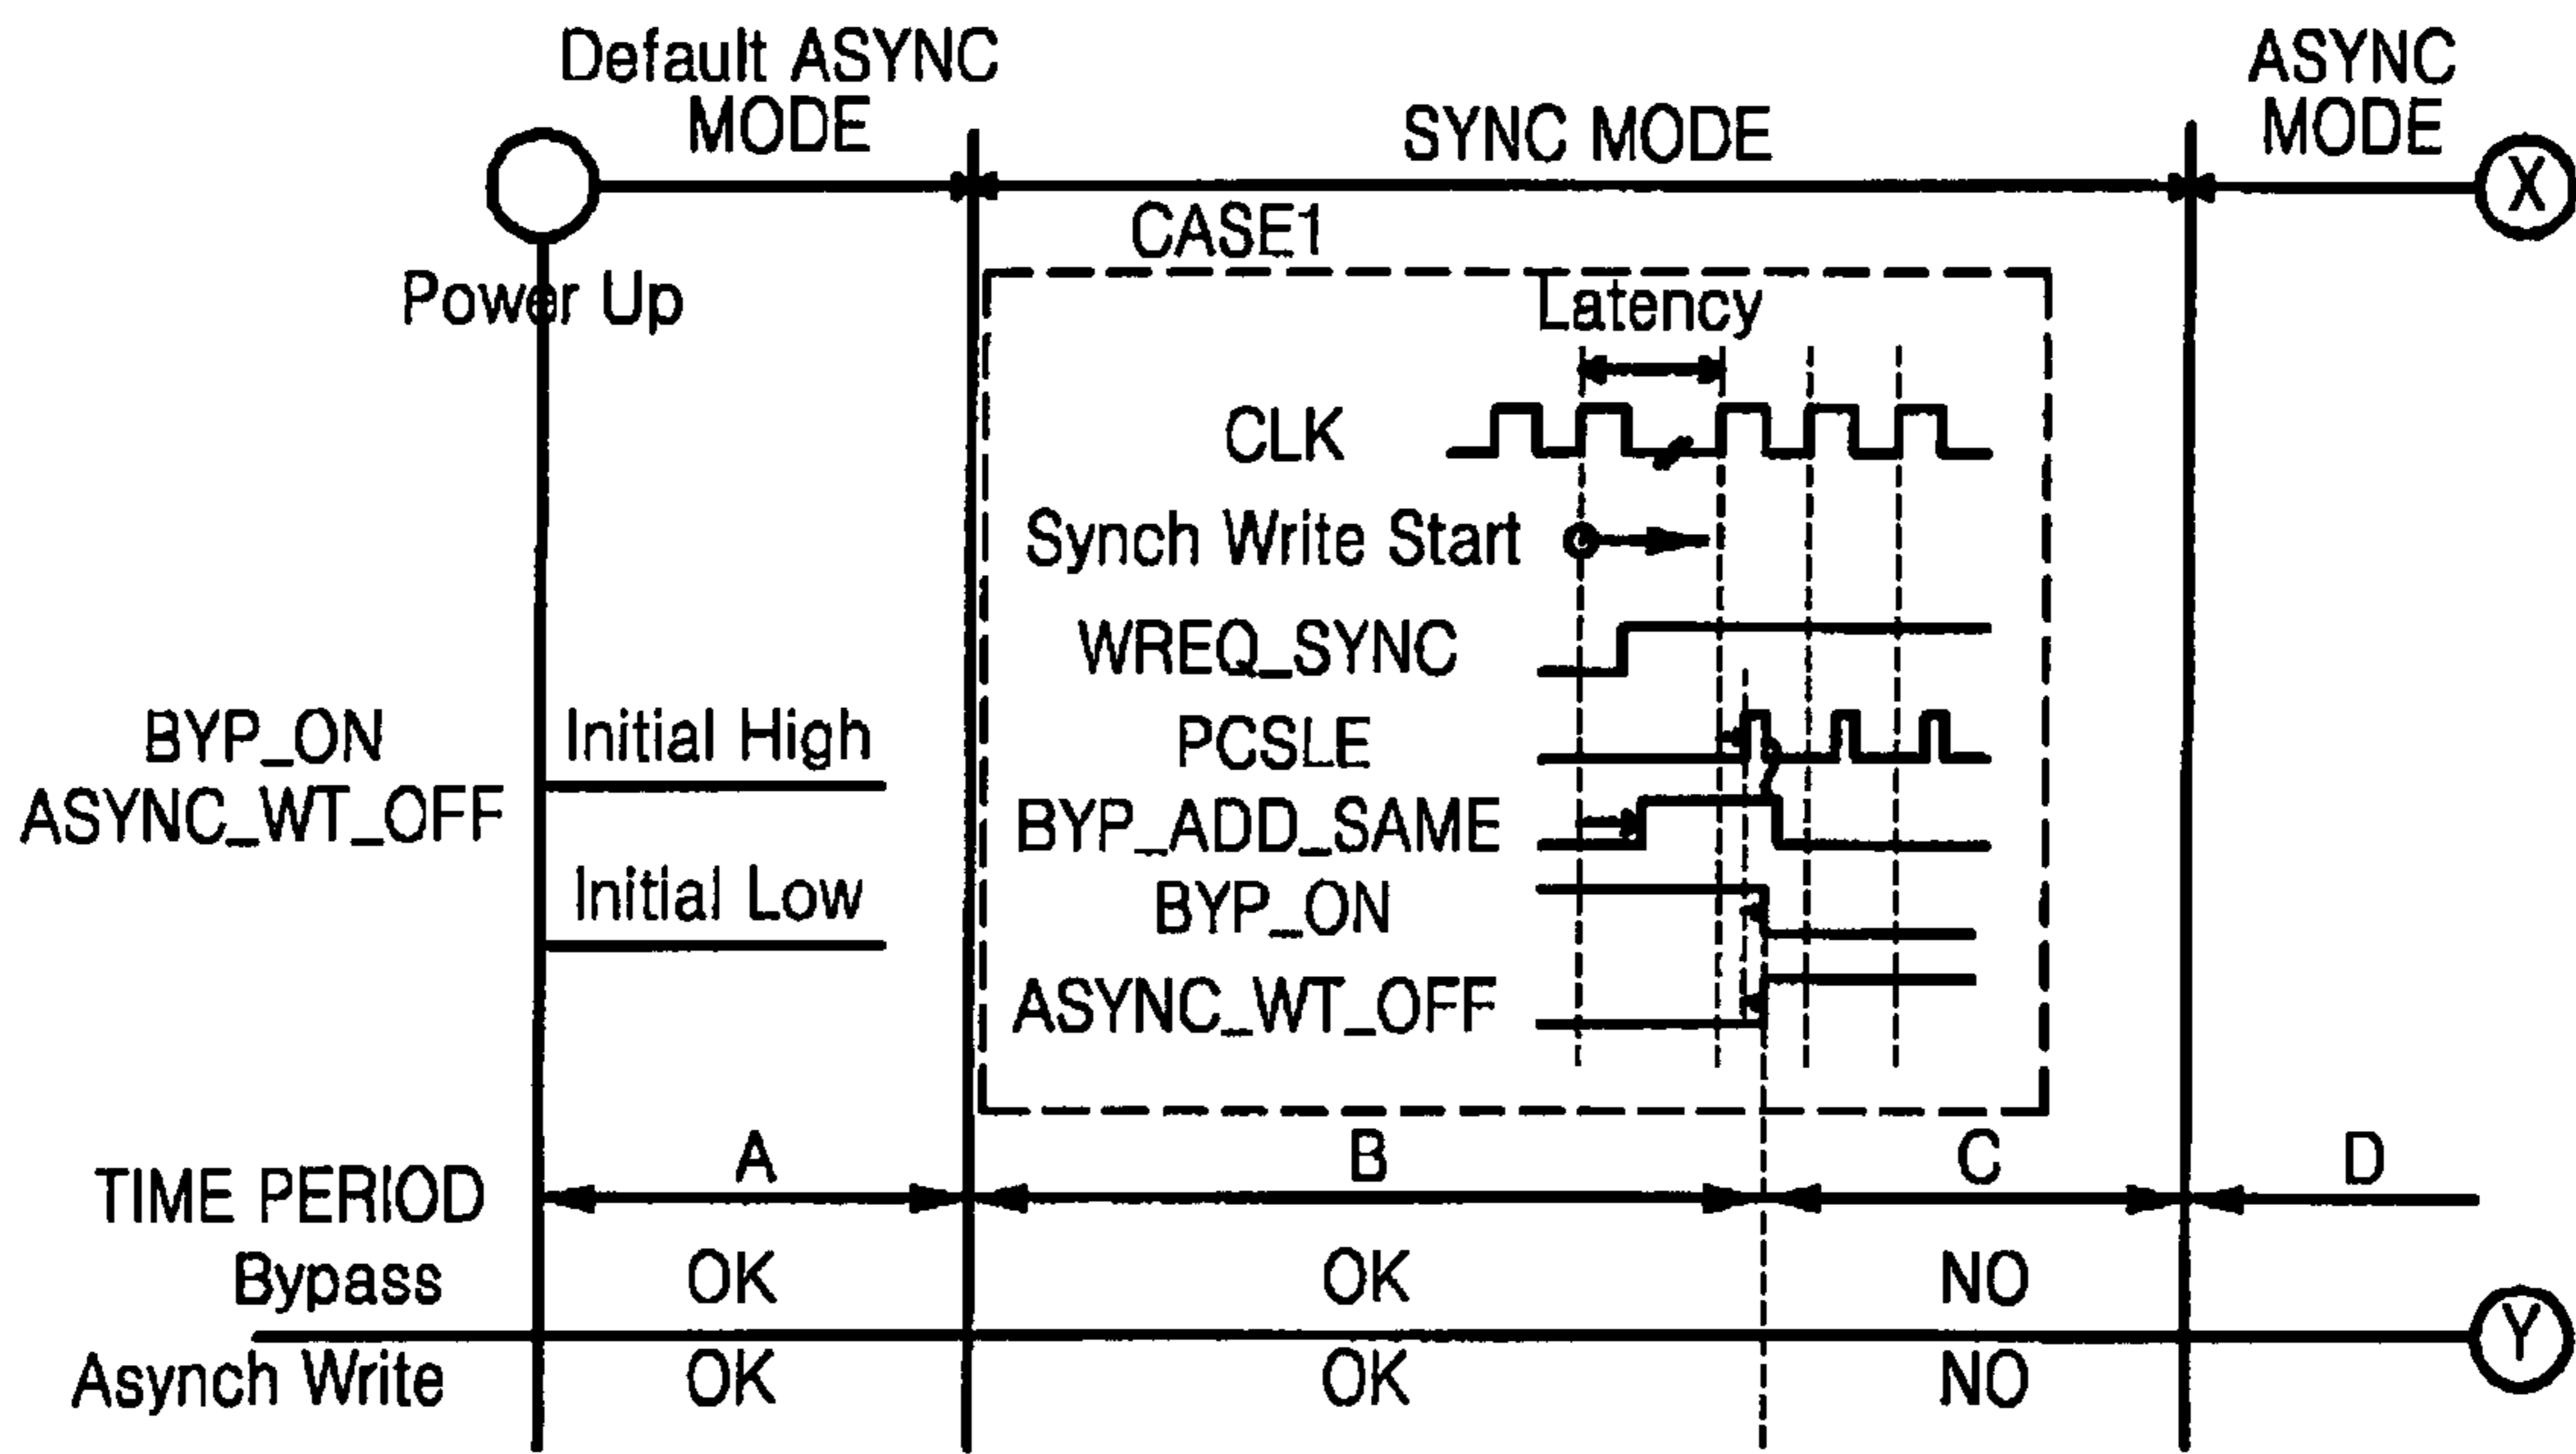 Default ASYNC
MODE
SYNC MODE
ASYNC
MODE
X
CASE1
Power Up
Latency
CLK
Synch Write Start
WREQ_SYNC
BYP_ON
ASYNC_WT_OFF
Initial High
Initial Low
PCSLE
BYP_ADD_SAME
BYP_ON
ASYNC_WT_OFF
TIME PERIOD A B C D
Bypass OK OK NO
Y
Asynch Write OK OK NO